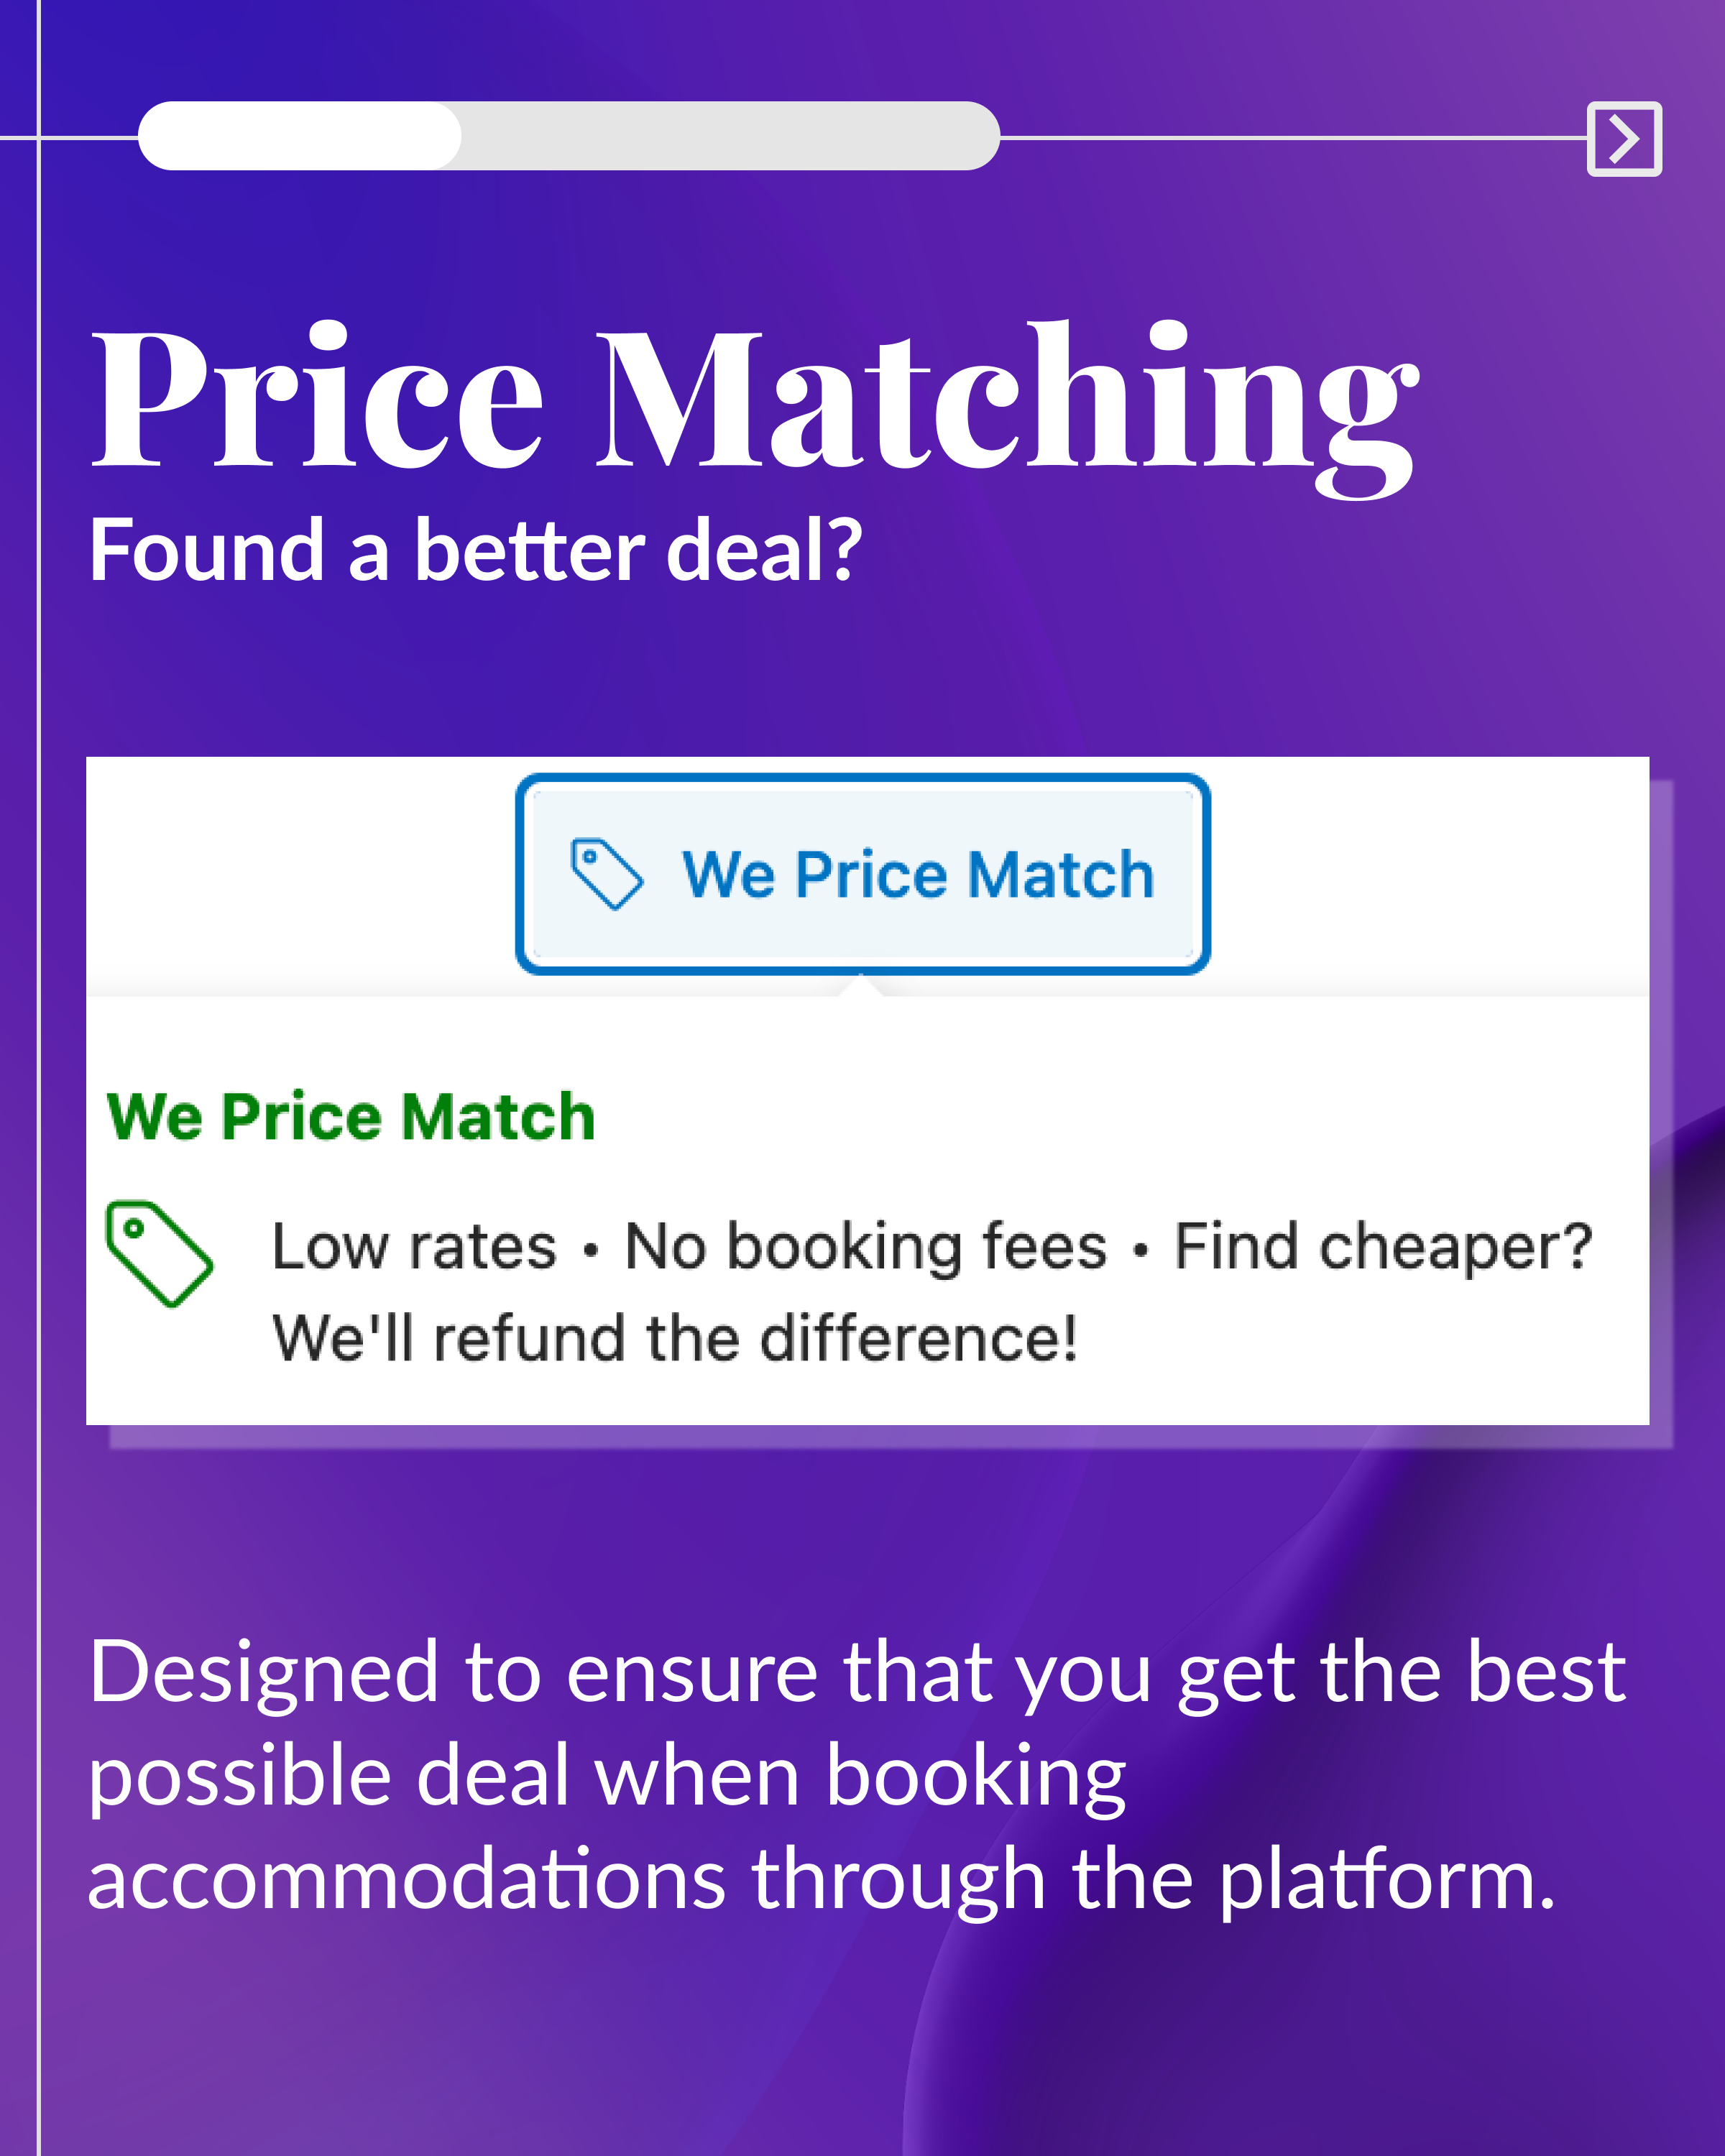 Price Matching
Found a better deal?
We Price Match
We Price Match
Low rates • No booking fees • Find cheaper?
We'll refund the difference!
Designed to ensure that you get the best
possible deal when booking
accommodations through the platform.